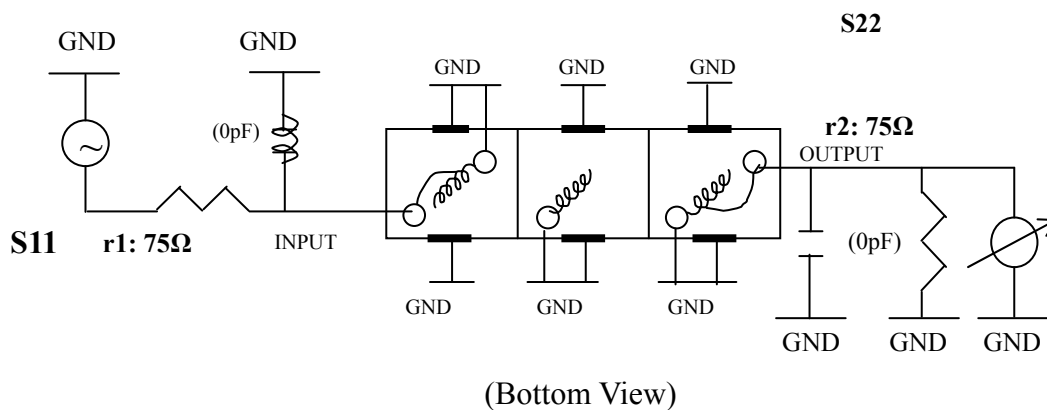 S22
GND
GND
GND
GND
GND
(0pF)
r2: 75Ω
OUTPUT
S11
r1: 75Ω
INPUT
(0pF)
GND
GND
GND
GND
GND
GND
(Bottom View)